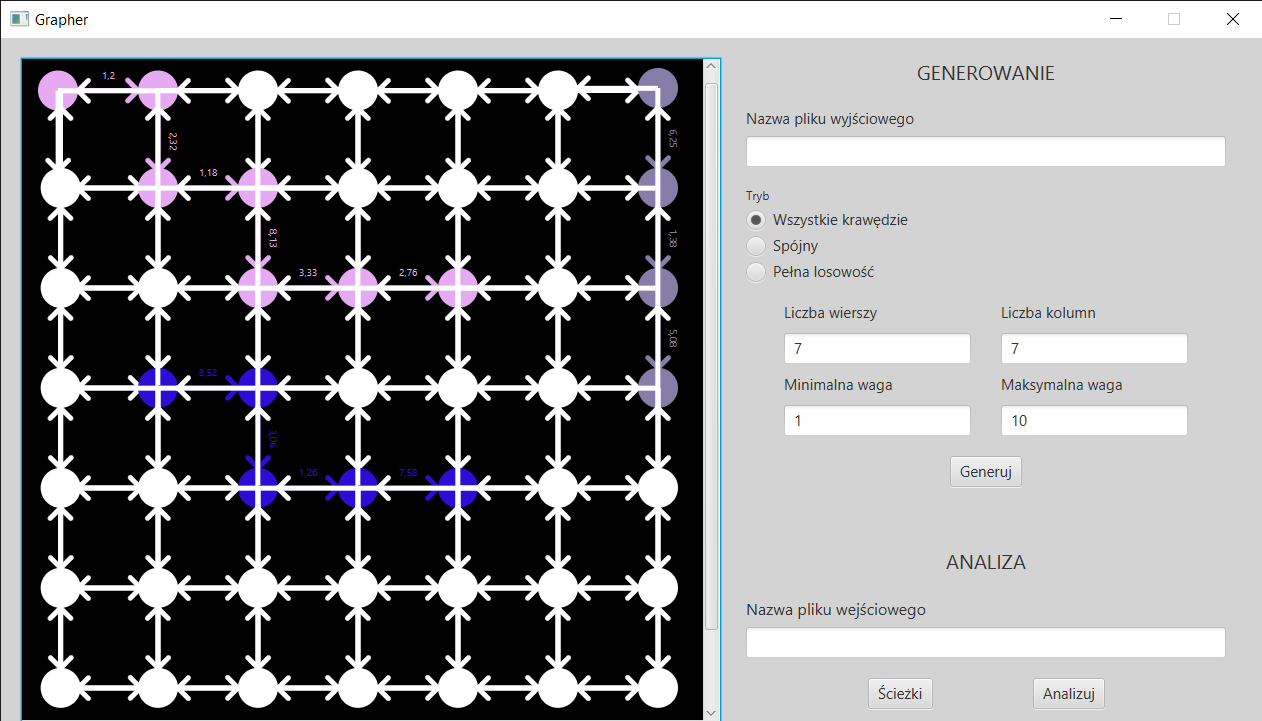 Grapher
1,2
2,32
1,18
8,13
3,33
2,76
8,52
3,06
1,26
7,58
6,25
1,38
5,08
GENEROWANIE
Nazwa pliku wyjściowego
Tryb
Wszystkie krawędzie
Spójny
Pełna losowość
Liczba wierszy
Liczba kolumn
7
7
Minimalna waga
Maksymalna waga
1
10
Generuj
ANALIZA
Nazwa pliku wejściowego
Ścieżki
Analizuj